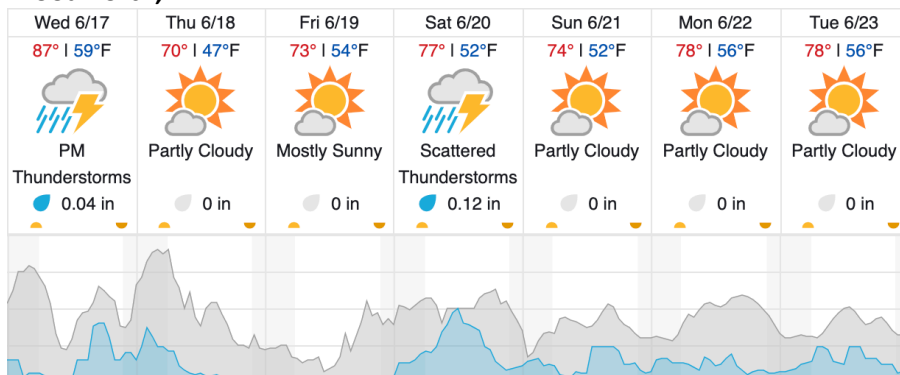 Wed 6/17
Thu 6/18
Fri 6/19
Sat 6/20
Sun 6/21
Mon 6/22
Tue 6/23
87° | 59°F
70° | 47°F
73° | 54°F
77° | 52°F
74° | 52°F
78° | 56°F
78° | 56°F
PM
Thunderstorms
Partly Cloudy
Mostly Sunny
Scattered
Thunderstorms
Partly Cloudy
Partly Cloudy
Partly Cloudy
0.04 in
0 in
0 in
0.12 in
0 in
0 in
0 in